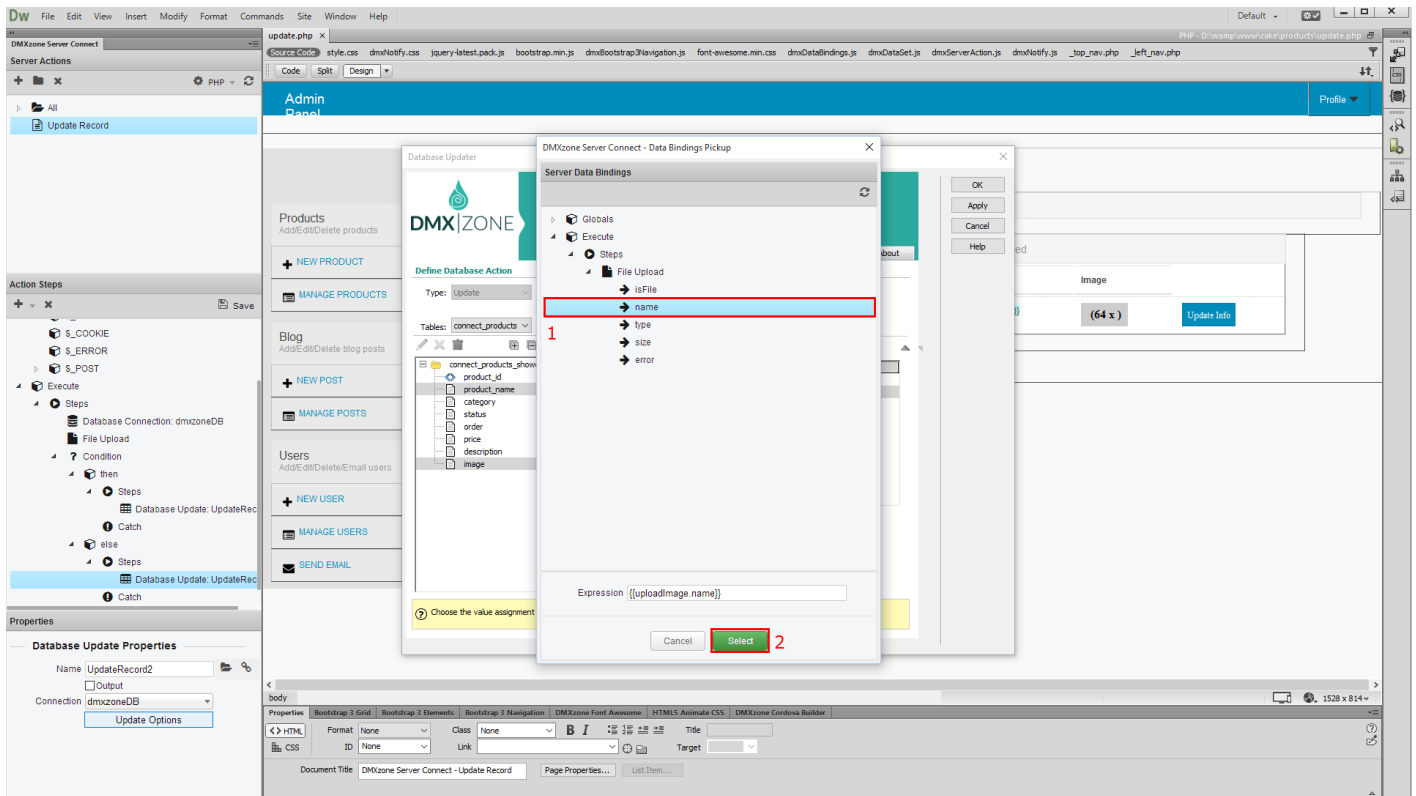 DW File Edit View Insert Modify Format Commands Site Window Help Default
DMXzone Server Connect
Server Actions
PHP
All
Update Record
Action Steps
Save
$_COOKIE
$_ERROR
$_POST
Execute
Steps
Database Connection: dmxzoneDB
File Upload
? Condition
then
Steps
Database Update: UpdateRec
Catch
else
Steps
Database Update: UpdateRec
Catch
Properties
Database Update Properties
Name UpdateRecord2
Output
Connection dmxzoneDB
Update Options
update.php × PHP - D:\wamp\www\cake\products\update.php
Source Code style.css dmxNotify.css jquery-latest.pack.js bootstrap.min.js dmxBootstrap3Navigation.js font-awesome.min.css dmxDataBindings.js dmxDataSet.js dmxServerAction.js dmxNotify.js _top_nav.php _left_nav.php
Code Split Design
Admin
Panel
Profile
Products
Add/Edit/Delete products
NEW PRODUCT
MANAGE PRODUCTS
Blog
Add/Edit/Delete blog posts
NEW POST
MANAGE POSTS
Users
Add/Edit/Delete/Email users
NEW USER
MANAGE USERS
SEND EMAIL
Database Updater
DMX|ZONE
About
Define Database Action
Type: Update
Tables: connect_products
connect_products_show
product_id
product_name
category
status
order
price
description
image
? Choose the value assignment
OK
Apply
Cancel
Help
DMXzone Server Connect - Data Bindings Pickup
Server Data Bindings
Globals
Execute
Steps
File Upload
isFile
name
1
type
size
error
Expression {{uploadImage.name}}
Cancel Select 2
ed
Image
)}
(64 x ) Update Info
CSS
body 1528 x 814
Properties Bootstrap 3 Grid Bootstrap 3 Elements Bootstrap 3 Navigation DMXzone Font Awesome HTML5 Animate CSS DMXzone Cordova Builder
<> HTML Format None Class None B I Title
CSS ID None Link Target
Document Title DMXzone Server Connect - Update Record Page Properties... List Item...